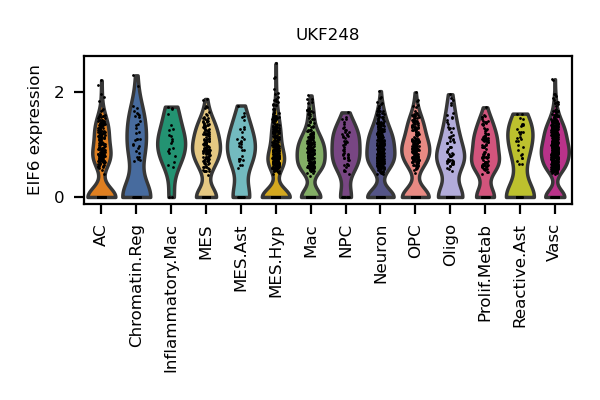 UKF248
EIF6 expression
2
0
AC
Chromatin.Reg
Inflammatory.Mac
MES
MES.Ast
MES.Hyp
Mac
NPC
Neuron
OPC
Oligo
Prolif.Metab
Reactive.Ast
Vasc